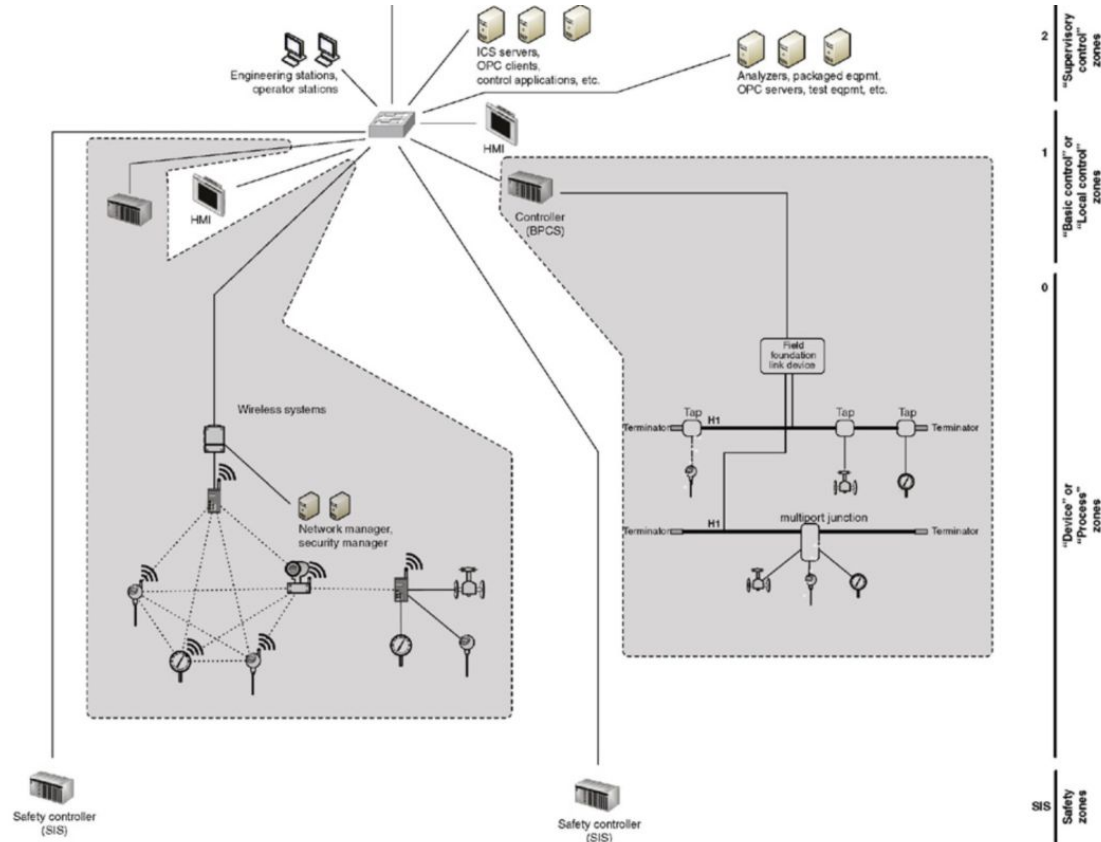 ICS servers,
OPC clients,
control applications, etc.
Engineering stations,
operator stations
Analyzers, packaged eqpmt.
OPC servers, test eqpmt, etc.
HMI
HMI
Controller
(BPCS)
Field
foundation
link device
Wireless systems
Tap
Tap
Tap
Terminator
H1
Terminator
Network manager,
security manager
Terminator
H1
multiport junction
Terminator
Safety controller
(SIS)
Safety controller
(SIS)
2
"Supervisory
control"
zones
1
"Basic control" or
"Local control"
zones
0
"Device" or
"Process"
zones
SIS
Safety
zones